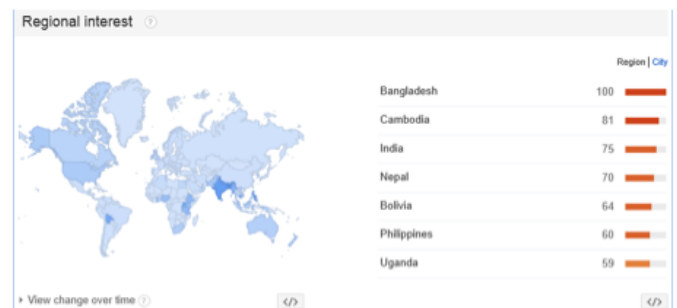 Regional interest ?
Region | City
Bangladesh 100
Cambodia 81
India 75
Nepal 70
Bolivia 64
Philippines 60
Uganda 59
View change over time ?
</>
</>